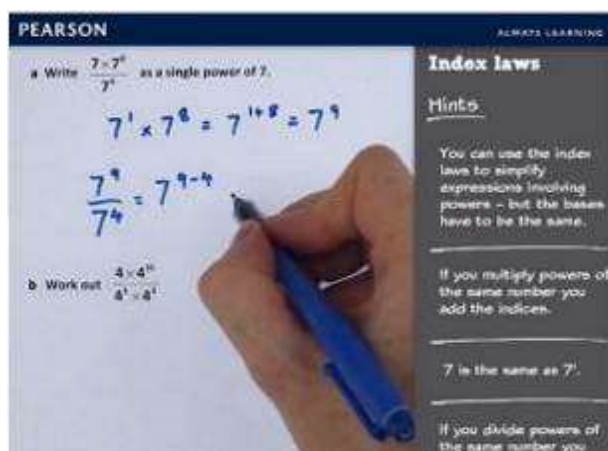 PEARSON
ALWAYS LEARNING
a Write 7 × 7⁸ / 7⁴ as a single power of 7.
7¹ × 7⁸ = 7¹⁺⁸ = 7⁹
7⁹ / 7⁴ = 7⁹⁻⁴
b Work out
Index laws
Hints
You can use the index
laws to simplify
expressions involving
powers – but the bases
have to be the same.
If you multiply powers of
the same number you
add the indices.
7 is the same as 7¹.
If you divide powers of
the same number you